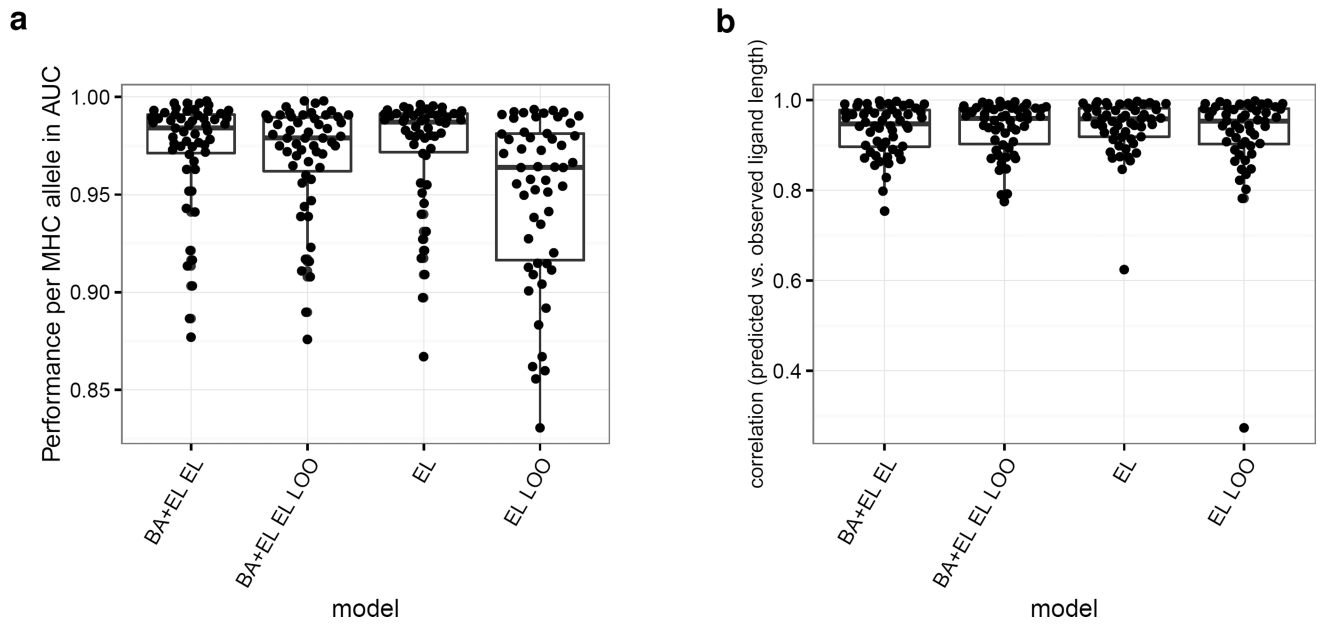 a
Performance per MHC allele in AUC
1.00
0.95
0.90
0.85
BA+EL EL
BA+EL EL LOO
EL
EL LOO
model
b
correlation (predicted vs. observed ligand length)
1.0
0.8
0.6
0.4
BA+EL EL
BA+EL EL LOO
EL
EL LOO
model